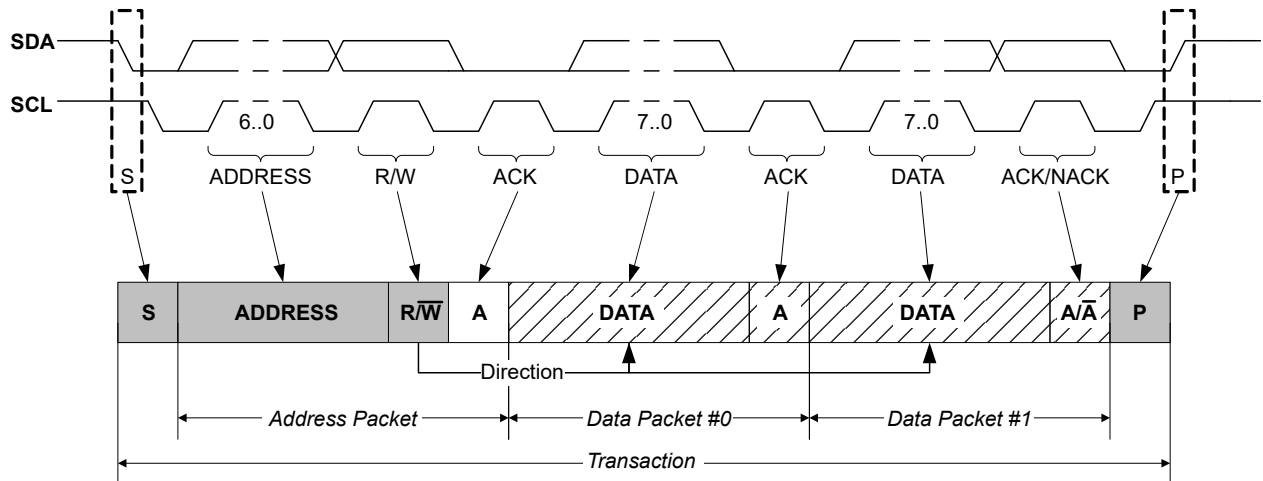 SDA
SCL
6..0
7..0
7..0
S
ADDRESS
R/W
ACK
DATA
ACK
DATA
ACK/NACK
P
S
ADDRESS
R/W̅
A
DATA
A
DATA
A/A̅
P
Direction
Address Packet
Data Packet #0
Data Packet #1
Transaction